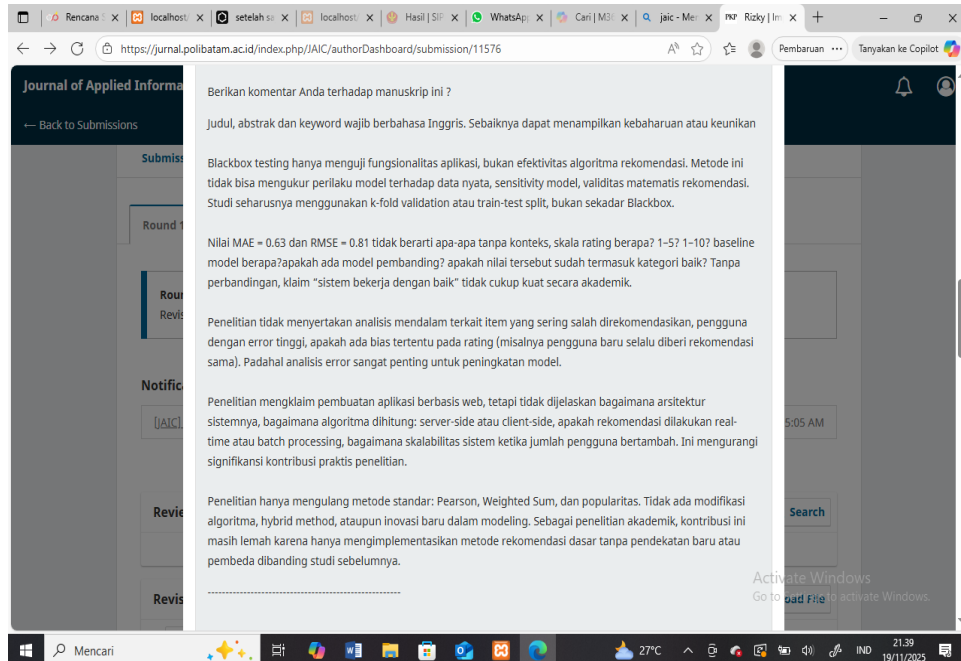 Rencana S
localhost
setelah sa
localhost
Hasil | SIP
WhatsAp
Cari | M3
jaic - Mer
Rizky | Im
https://jurnal.polibatam.ac.id/index.php/JAIC/authorDashboard/submission/11576
Pembaruan
Tanyakan ke Copilot
Journal of Applied Informa
← Back to Submissions
Submiss
Round 1
Roun
Revis
Notific
[JAIC]
5:05 AM
Revie
Search
Revis
oad File
Berikan komentar Anda terhadap manuskrip ini ?
Judul, abstrak dan keyword wajib berbahasa Inggris. Sebaiknya dapat menampilkan kebaharuan atau keunikan
Blackbox testing hanya menguji fungsionalitas aplikasi, bukan efektivitas algoritma rekomendasi. Metode ini
tidak bisa mengukur perilaku model terhadap data nyata, sensitivity model, validitas matematis rekomendasi.
Studi seharusnya menggunakan k-fold validation atau train-test split, bukan sekadar Blackbox.
Nilai MAE = 0.63 dan RMSE = 0.81 tidak berarti apa-apa tanpa konteks, skala rating berapa? 1–5? 1–10? baseline
model berapa?apakah ada model pembanding? apakah nilai tersebut sudah termasuk kategori baik? Tanpa
perbandingan, klaim “sistem bekerja dengan baik” tidak cukup kuat secara akademik.
Penelitian tidak menyertakan analisis mendalam terkait item yang sering salah direkomendasikan, pengguna
dengan error tinggi, apakah ada bias tertentu pada rating (misalnya pengguna baru selalu diberi rekomendasi
sama). Padahal analisis error sangat penting untuk peningkatan model.
Penelitian mengklaim pembuatan aplikasi berbasis web, tetapi tidak dijelaskan bagaimana arsitektur
sistemnya, bagaimana algoritma dihitung: server-side atau client-side, apakah rekomendasi dilakukan real-
time atau batch processing, bagaimana skalabilitas sistem ketika jumlah pengguna bertambah. Ini mengurangi
signifikansi kontribusi praktis penelitian.
Penelitian hanya mengulang metode standar: Pearson, Weighted Sum, dan popularitas. Tidak ada modifikasi
algoritma, hybrid method, ataupun inovasi baru dalam modeling. Sebagai penelitian akademik, kontribusi ini
masih lemah karena hanya mengimplementasikan metode rekomendasi dasar tanpa pendekatan baru atau
pembeda dibanding studi sebelumnya.
------------------------------------------------------
Activate Windows
Go to to activate Windows.
Mencari
27°C
IND
21.39
19/11/2025